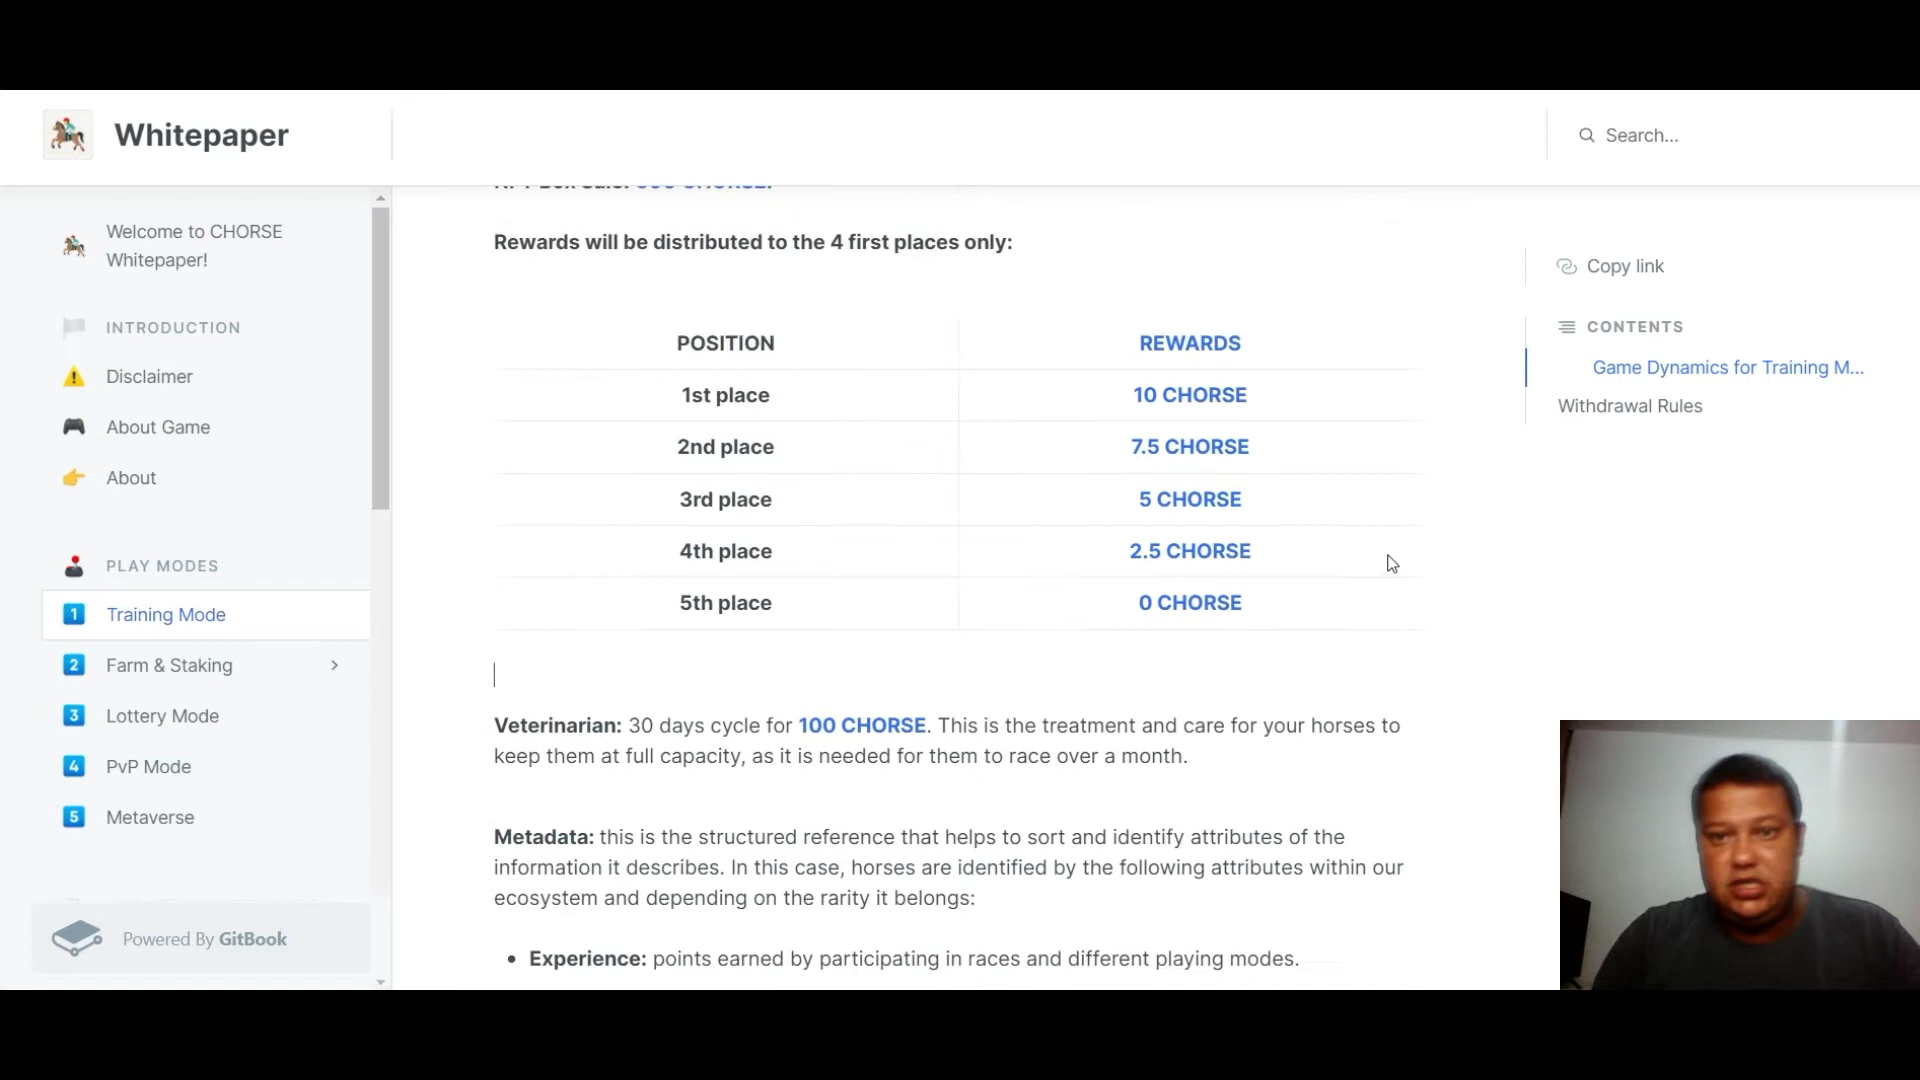 Whitepaper
Search...
Welcome to CHORSE
Whitepaper!
INTRODUCTION
Disclaimer
About Game
About
PLAY MODES
1 Training Mode
2 Farm & Staking
3 Lottery Mode
4 PvP Mode
5 Metaverse
Powered By GitBook
Rewards will be distributed to the 4 first places only:
POSITION REWARDS
1st place 10 CHORSE
2nd place 7.5 CHORSE
3rd place 5 CHORSE
4th place 2.5 CHORSE
5th place 0 CHORSE
Veterinarian: 30 days cycle for 100 CHORSE. This is the treatment and care for your horses to
keep them at full capacity, as it is needed for them to race over a month.
Metadata: this is the structured reference that helps to sort and identify attributes of the
information it describes. In this case, horses are identified by the following attributes within our
ecosystem and depending on the rarity it belongs:
• Experience: points earned by participating in races and different playing modes.
Copy link
CONTENTS
Game Dynamics for Training M...
Withdrawal Rules